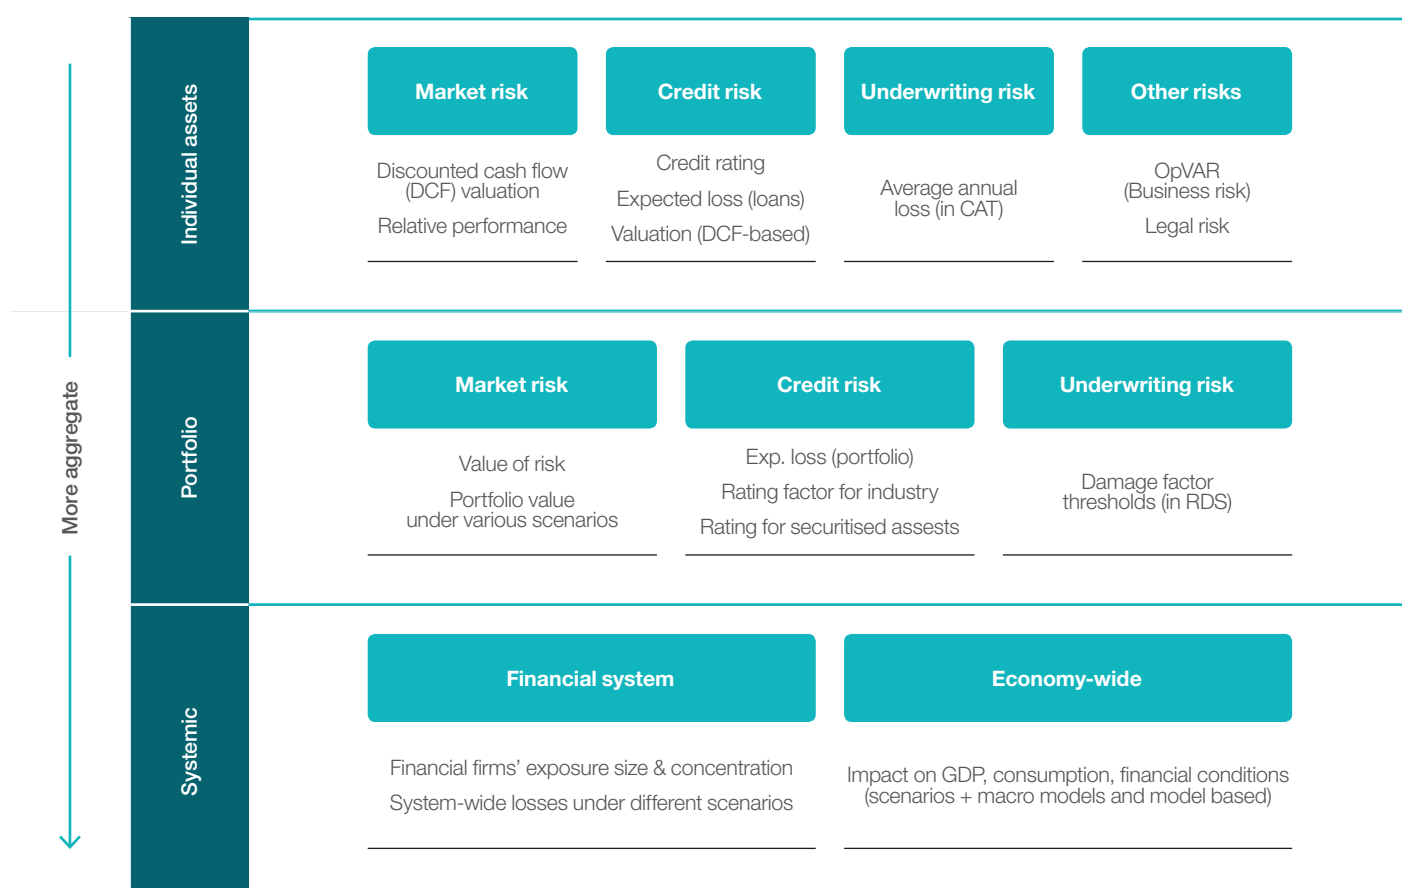 More aggregate
Individual assets
Market risk
Discounted cash flow
(DCF) valuation
Relative performance
Credit risk
Credit rating
Expected loss (loans)
Valuation (DCF-based)
Underwriting risk
Average annual
loss (in CAT)
Other risks
OpVAR
(Business risk)
Legal risk
Portfolio
Market risk
Value of risk
Portfolio value
under various scenarios
Credit risk
Exp. loss (portfolio)
Rating factor for industry
Rating for securitised assests
Underwriting risk
Damage factor
thresholds (in RDS)
Systemic
Financial system
Financial firms’ exposure size & concentration
System-wide losses under different scenarios
Economy-wide
Impact on GDP, consumption, financial conditions
(scenarios + macro models and model based)